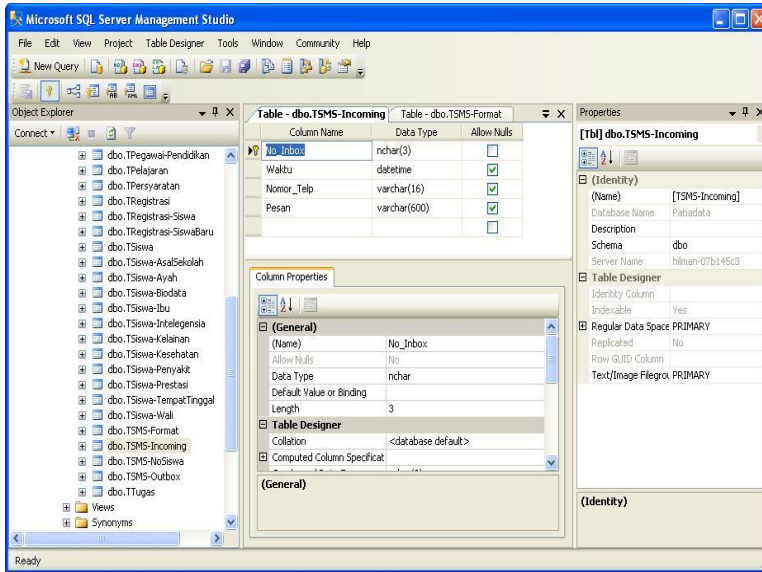 Microsoft SQL Server Management Studio
File Edit View Project Table Designer Tools Window Community Help
New Query
Object Explorer
Connect
dbo.TPegawai-Pendidikan
dbo.TPelajaran
dbo.TPersyaratan
dbo.TRegistrasi
dbo.TRegistrasi-Siswa
dbo.TRegistrasi-SiswaBaru
dbo.TSiswa
dbo.TSiswa-AsalSekolah
dbo.TSiswa-Ayah
dbo.TSiswa-Biodata
dbo.TSiswa-Ibu
dbo.TSiswa-Intelegensia
dbo.TSiswa-Kelainan
dbo.TSiswa-Kesehatan
dbo.TSiswa-Penyakit
dbo.TSiswa-Prestasi
dbo.TSiswa-TempatTinggal
dbo.TSiswa-Wali
dbo.TSMS-Format
dbo.TSMS-Incoming
dbo.TSMS-NoSiswa
dbo.TSMS-Outbox
dbo.TTugas
Views
Synonyms
Table - dbo.TSMS-Incoming Table - dbo.TSMS-Format
Column Name Data Type Allow Nulls
No_Inbox nchar(3)
Waktu datetime
Nomor_Telp varchar(16)
Pesan varchar(600)
Column Properties
(General)
(Name) No_Inbox
Allow Nulls No
Data Type nchar
Default Value or Binding
Length 3
Table Designer
Collation <database default>
Computed Column Specificat
(General)
Properties
[Tbl] dbo.TSMS-Incoming
(Identity)
(Name) [TSMS-Incoming]
Database Name Patiadata
Description
Schema dbo
Server Name hilman-07b145c3
Table Designer
Identity Column
Indexable Yes
Regular Data Space PRIMARY
Replicated No
Row GUID Column
Text/Image Filegrou PRIMARY
(Identity)
Ready